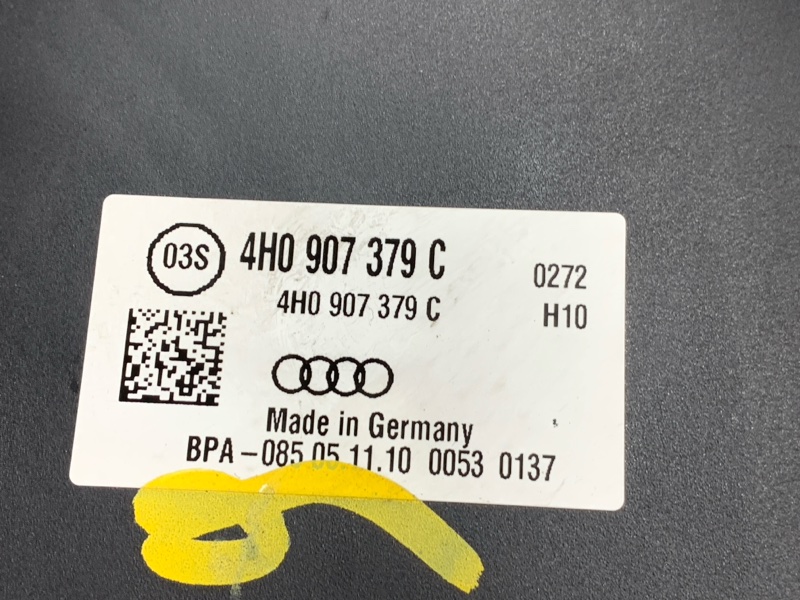 03S 4H0 907 379 C 0272
4H0 907 379 C H10
Made in Germany
BPA-085 05.11.10 0053 0137